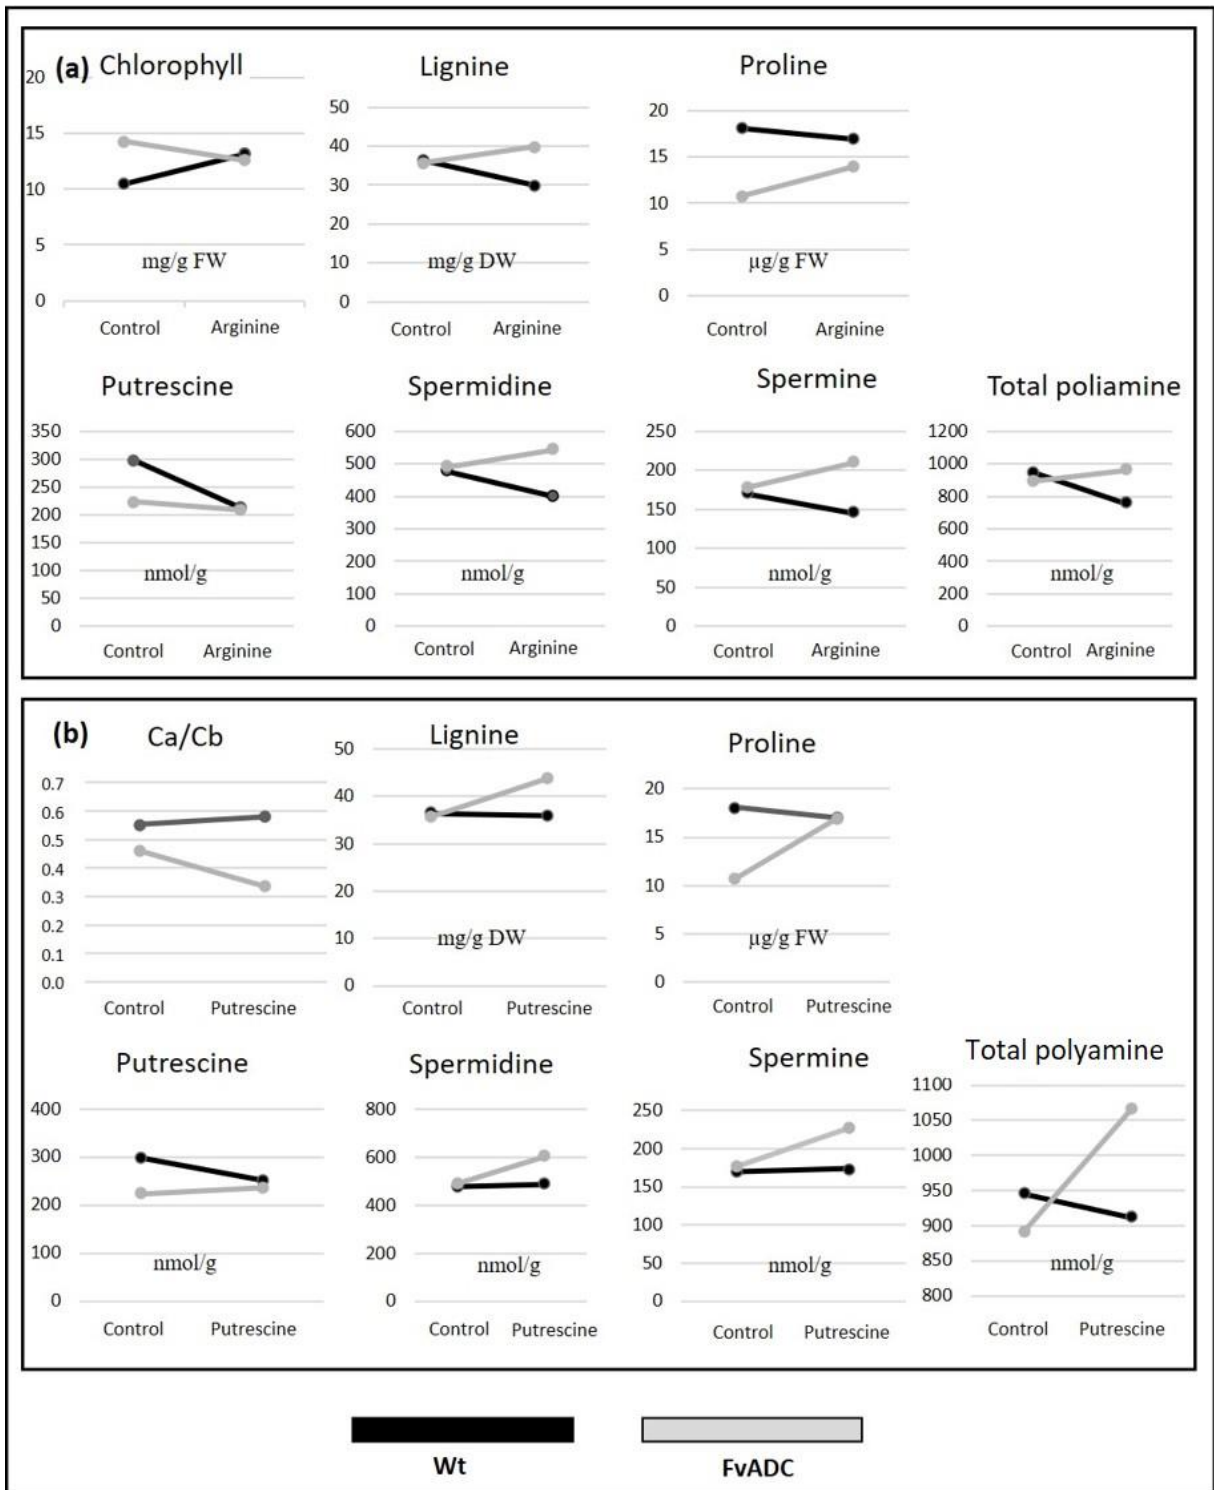 (a) Chlorophyll
20
15
10
5
0
mg/g FW
Control Arginine
Lignine
50
40
30
20
10
0
mg/g DW
Control Arginine
Proline
20
15
10
5
0
µg/g FW
Control Arginine
Putrescine
350
300
250
200
150
100
50
0
nmol/g
Control Arginine
Spermidine
600
500
400
300
200
100
0
nmol/g
Control Arginine
Spermine
250
200
150
100
50
0
nmol/g
Control Arginine
Total poliamine
1200
1000
800
600
400
200
0
nmol/g
Control Arginine
(b) Ca/Cb
0.7
0.6
0.5
0.4
0.3
0.2
0.1
0.0
Control Putrescine
Lignine
50
40
30
20
10
0
mg/g DW
Control Putrescine
Proline
20
15
10
5
0
µg/g FW
Control Putrescine
Putrescine
400
300
200
100
0
nmol/g
Control Putrescine
Spermidine
800
600
400
200
0
nmol/g
Control Putrescine
Spermine
250
200
150
100
50
0
nmol/g
Control Putrescine
Total polyamine
1100
1050
1000
950
900
850
800
nmol/g
Control Putrescine
Wt FvADC